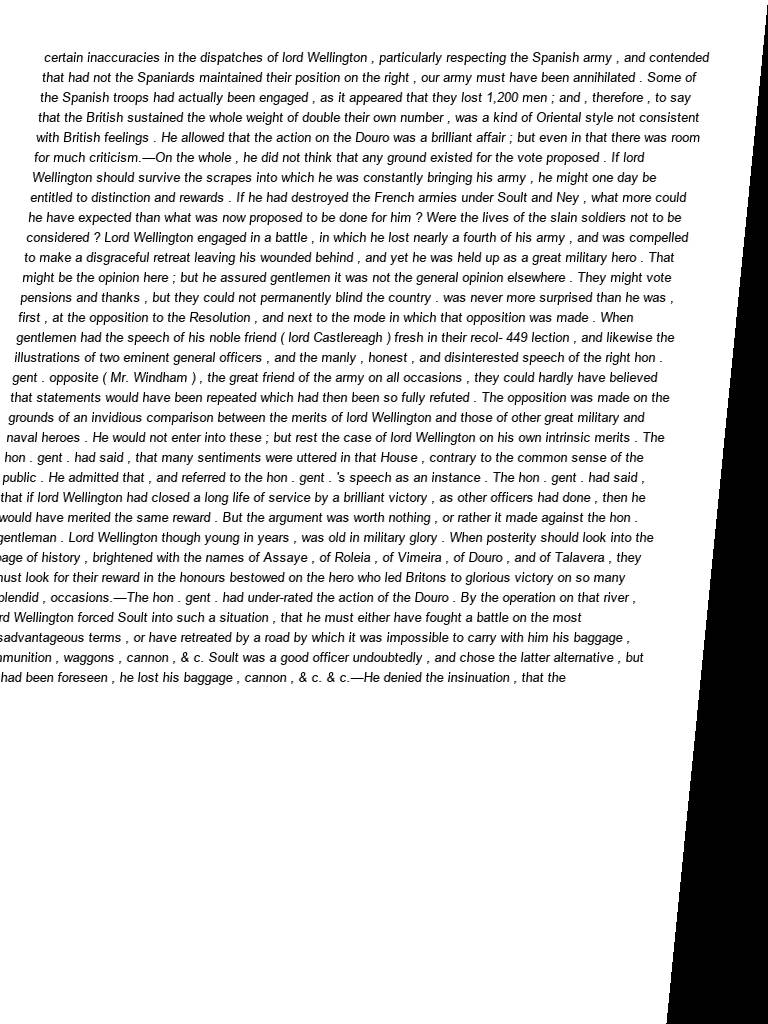 certain inaccuracies in the dispatches of lord Wellington , particularly respecting the Spanish army , and contended
that had not the Spaniards maintained their position on the right , our army must have been annihilated . Some of
the Spanish troops had actually been engaged , as it appeared that they lost 1,200 men ; and , therefore , to say
that the British sustained the whole weight of double their own number , was a kind of Oriental style not consistent
with British feelings . He allowed that the action on the Douro was a brilliant affair ; but even in that there was room
for much criticism.—On the whole , he did not think that any ground existed for the vote proposed . If lord
Wellington should survive the scrapes into which he was constantly bringing his army , he might one day be
entitled to distinction and rewards . If he had destroyed the French armies under Soult and Ney , what more could
he have expected than what was now proposed to be done for him ? Were the lives of the slain soldiers not to be
considered ? Lord Wellington engaged in a battle , in which he lost nearly a fourth of his army , and was compelled
to make a disgraceful retreat leaving his wounded behind , and yet he was held up as a great military hero . That
might be the opinion here ; but he assured gentlemen it was not the general opinion elsewhere . They might vote
pensions and thanks , but they could not permanently blind the country . was never more surprised than he was ,
first , at the opposition to the Resolution , and next to the mode in which that opposition was made . When
gentlemen had the speech of his noble friend ( lord Castlereagh ) fresh in their recol- 449 lection , and likewise the
illustrations of two eminent general officers , and the manly , honest , and disinterested speech of the right hon .
gent . opposite ( Mr. Windham ) , the great friend of the army on all occasions , they could hardly have believed
that statements would have been repeated which had then been so fully refuted . The opposition was made on the
grounds of an invidious comparison between the merits of lord Wellington and those of other great military and
naval heroes . He would not enter into these ; but rest the case of lord Wellington on his own intrinsic merits . The
hon . gent . had said , that many sentiments were uttered in that House , contrary to the common sense of the
public . He admitted that , and referred to the hon . gent . 's speech as an instance . The hon . gent . had said ,
that if lord Wellington had closed a long life of service by a brilliant victory , as other officers had done , then he
would have merited the same reward . But the argument was worth nothing , or rather it made against the hon .
gentleman . Lord Wellington though young in years , was old in military glory . When posterity should look into the
page of history , brightened with the names of Assaye , of Roleia , of Vimeira , of Douro , and of Talavera , they
must look for their reward in the honours bestowed on the hero who led Britons to glorious victory on so many
splendid , occasions.—The hon . gent . had under-rated the action of the Douro . By the operation on that river ,
Wellington forced Soult into such a situation , that he must either have fought a battle on the most
terms , or have retreated by a road by which it was impossible to carry with him his baggage ,
waggons , cannon , & c. Soult was a good officer undoubtedly , and chose the latter alternative , but
had been foreseen , he lost his baggage , cannon , & c. & c.—He denied the insinuation , that the